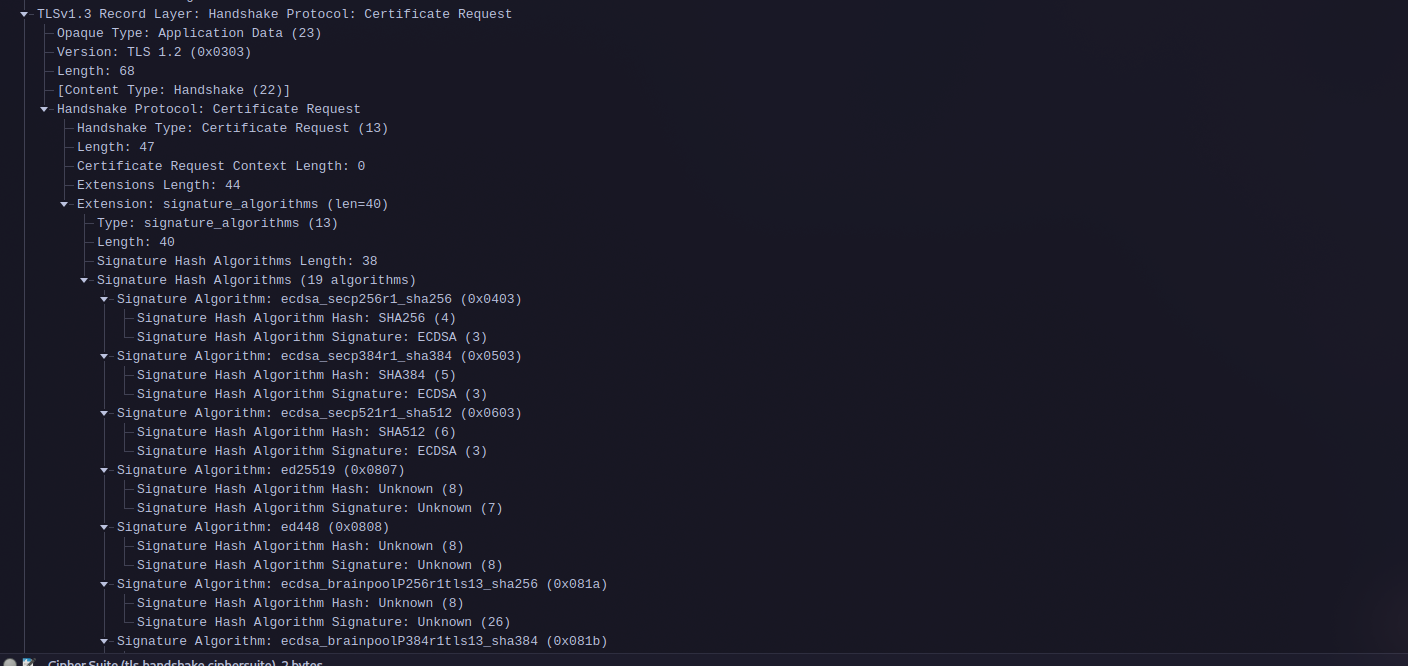 TLSv1.3 Record Layer: Handshake Protocol: Certificate Request
Opaque Type: Application Data (23)
Version: TLS 1.2 (0x0303)
Length: 68
[Content Type: Handshake (22)]
Handshake Protocol: Certificate Request
Handshake Type: Certificate Request (13)
Length: 47
Certificate Request Context Length: 0
Extensions Length: 44
Extension: signature_algorithms (len=40)
Type: signature_algorithms (13)
Length: 40
Signature Hash Algorithms Length: 38
Signature Hash Algorithms (19 algorithms)
Signature Algorithm: ecdsa_secp256r1_sha256 (0x0403)
Signature Hash Algorithm Hash: SHA256 (4)
Signature Hash Algorithm Signature: ECDSA (3)
Signature Algorithm: ecdsa_secp384r1_sha384 (0x0503)
Signature Hash Algorithm Hash: SHA384 (5)
Signature Hash Algorithm Signature: ECDSA (3)
Signature Algorithm: ecdsa_secp521r1_sha512 (0x0603)
Signature Hash Algorithm Hash: SHA512 (6)
Signature Hash Algorithm Signature: ECDSA (3)
Signature Algorithm: ed25519 (0x0807)
Signature Hash Algorithm Hash: Unknown (8)
Signature Hash Algorithm Signature: Unknown (7)
Signature Algorithm: ed448 (0x0808)
Signature Hash Algorithm Hash: Unknown (8)
Signature Hash Algorithm Signature: Unknown (8)
Signature Algorithm: ecdsa_brainpoolP256r1tls13_sha256 (0x081a)
Signature Hash Algorithm Hash: Unknown (8)
Signature Hash Algorithm Signature: Unknown (26)
Signature Algorithm: ecdsa_brainpoolP384r1tls13_sha384 (0x081b)
Cipher Suite (tls.handshake.ciphersuite), 2 bytes